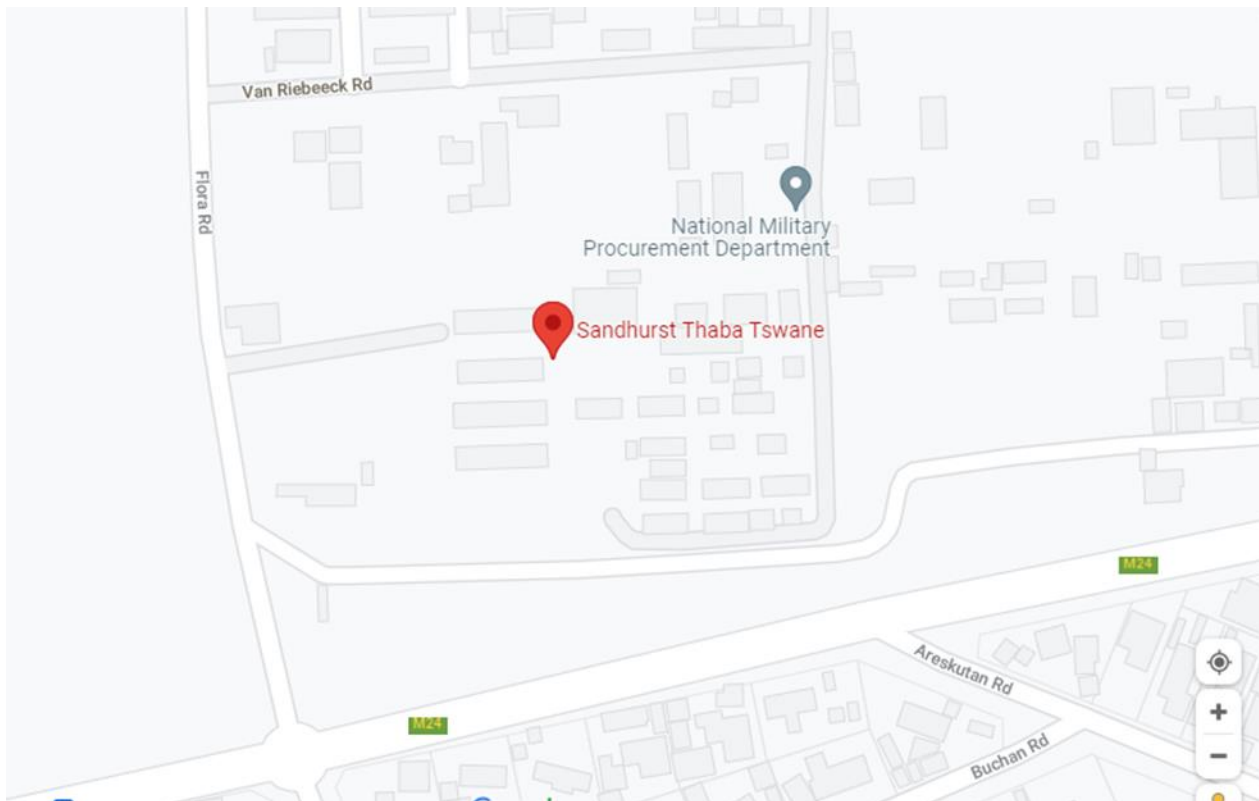 Van Riebeeck Rd
Flora Rd
National Military
Procurement Department
Sandhurst Thaba Tswane
M24
Areskutan Rd
M24
Buchan Rd